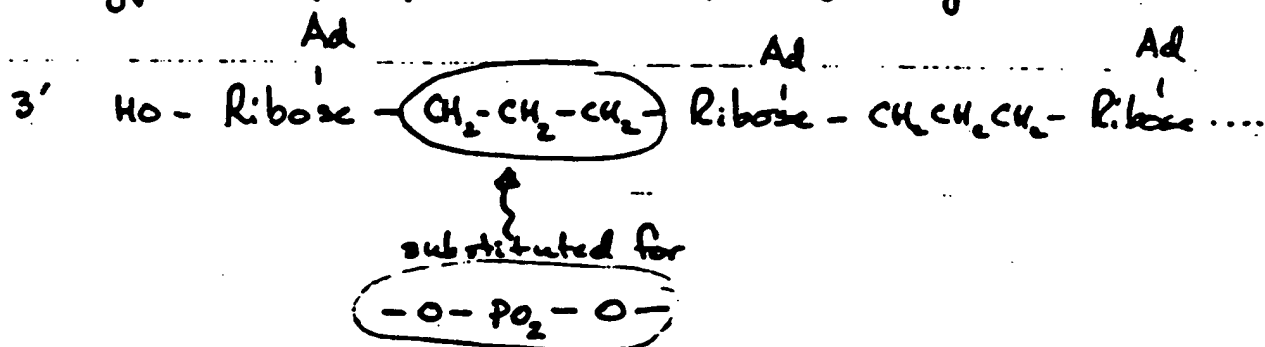 Ad Ad Ad
3' HO - Ribose - CH₂-CH₂-CH₂ - Ribose - CH₂CH₂CH₂- Ribose ....
substituted for
- O - PO₂ - O -